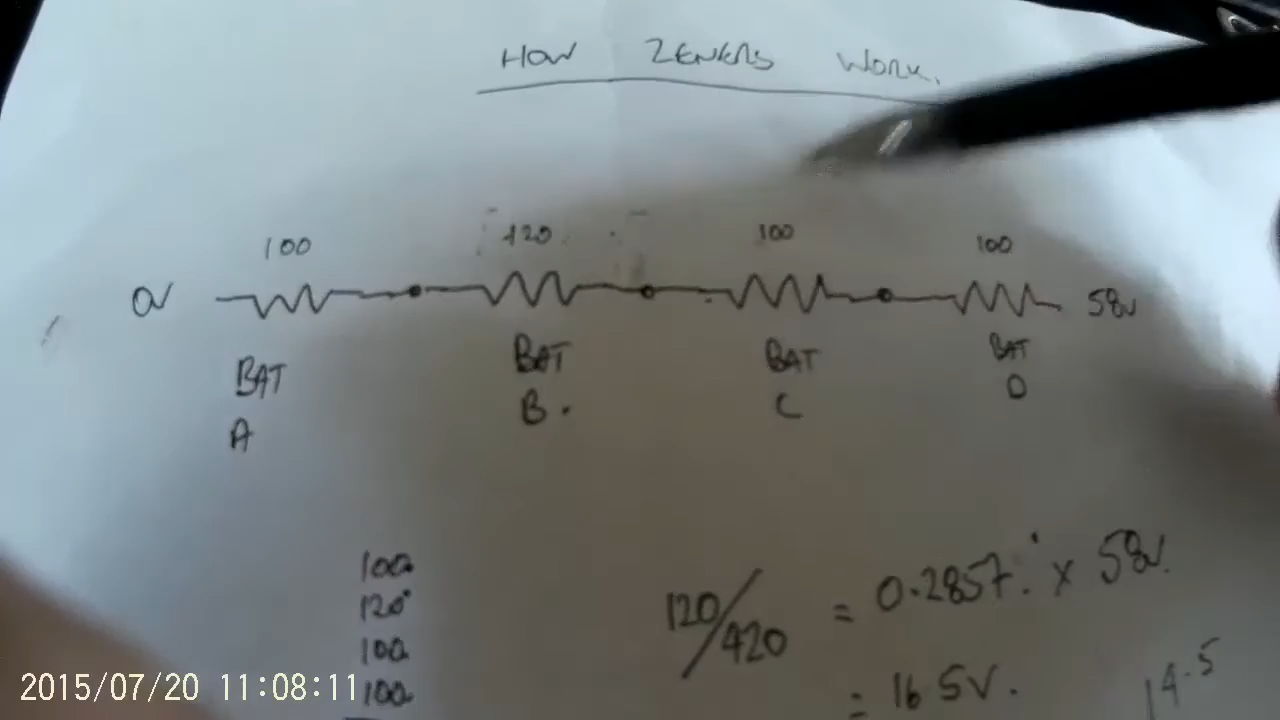 HOW ZENERS WORK.
100 120 100 100
0V 58V
BAT A
BAT B.
BAT C
BAT D
100
120
100
100
120/420 = 0.2857. x 58V.
= 16.5V.
14.5
2015/07/20 11:08:11